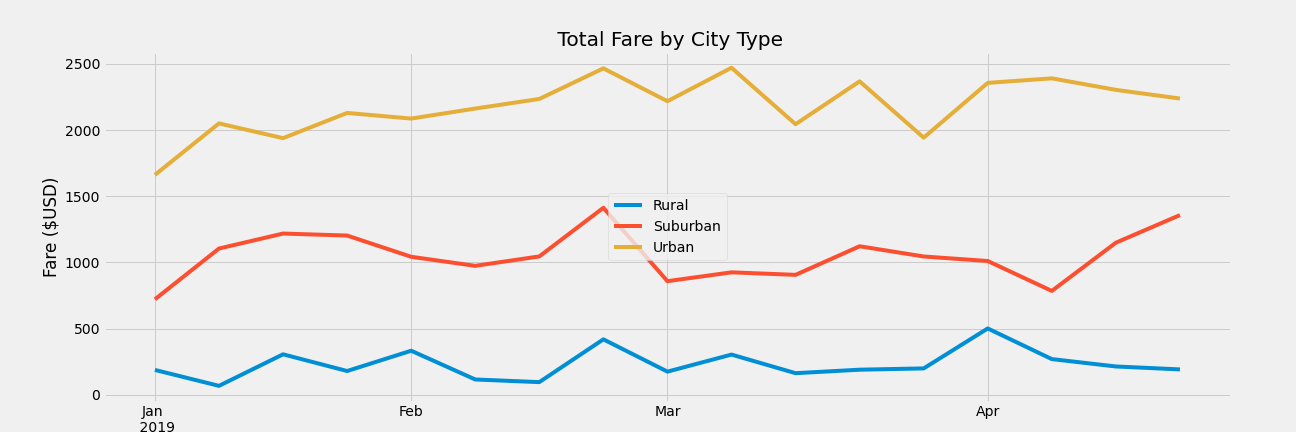 Total Fare by City Type
Fare ($USD)
2500
2000
1500
1000
500
0
Rural
Suburban
Urban
Jan Feb Mar Apr
2019